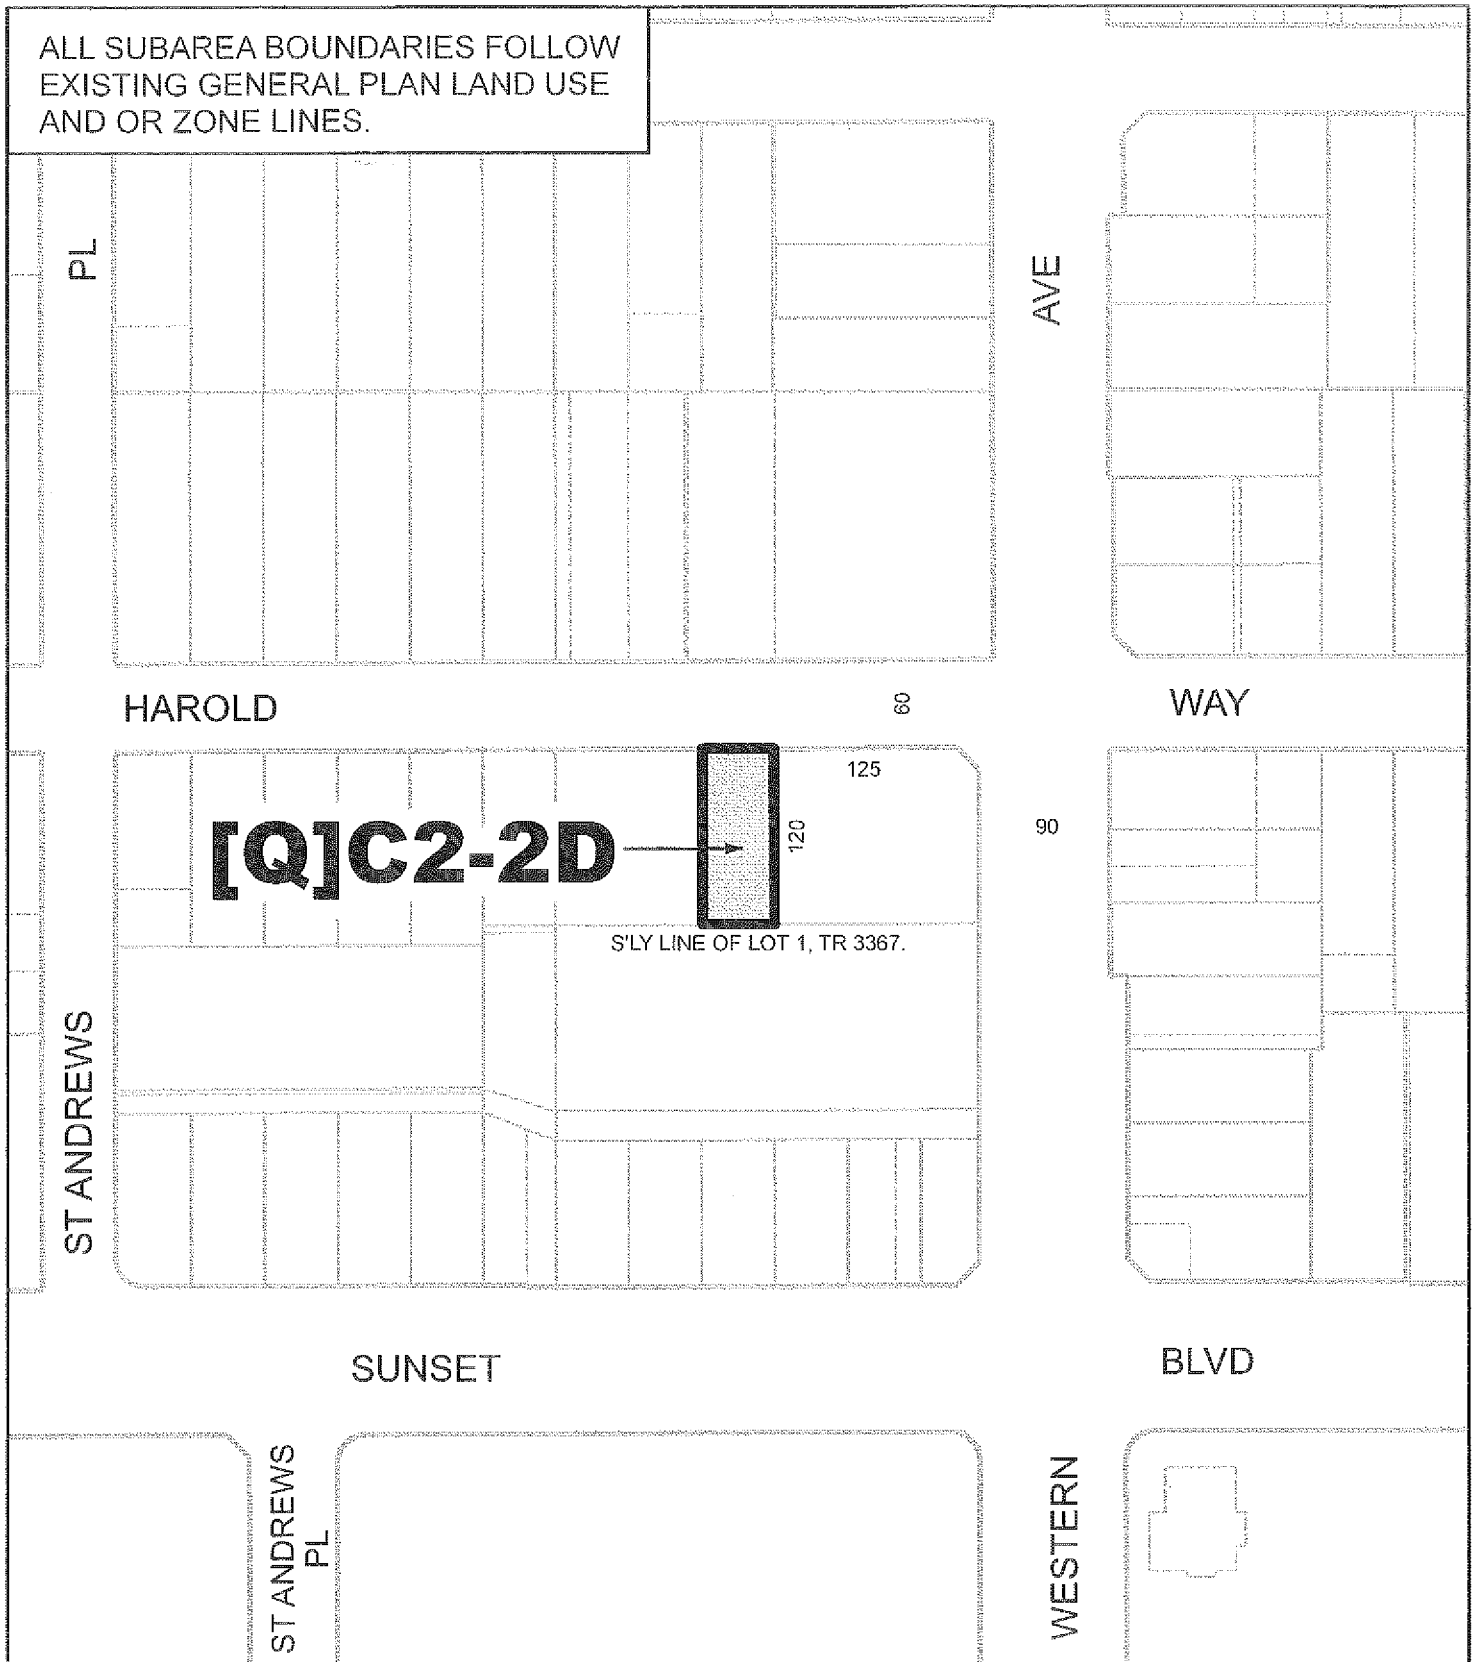 ALL SUBAREA BOUNDARIES FOLLOW
EXISTING GENERAL PLAN LAND USE
AND OR ZONE LINES.
PL
AVE
HAROLD
60
WAY
125
[Q]C2-2D
120
90
S'LY LINE OF LOT 1, TR 3367.
ST ANDREWS
SUNSET
BLVD
ST ANDREWS
PL
WESTERN